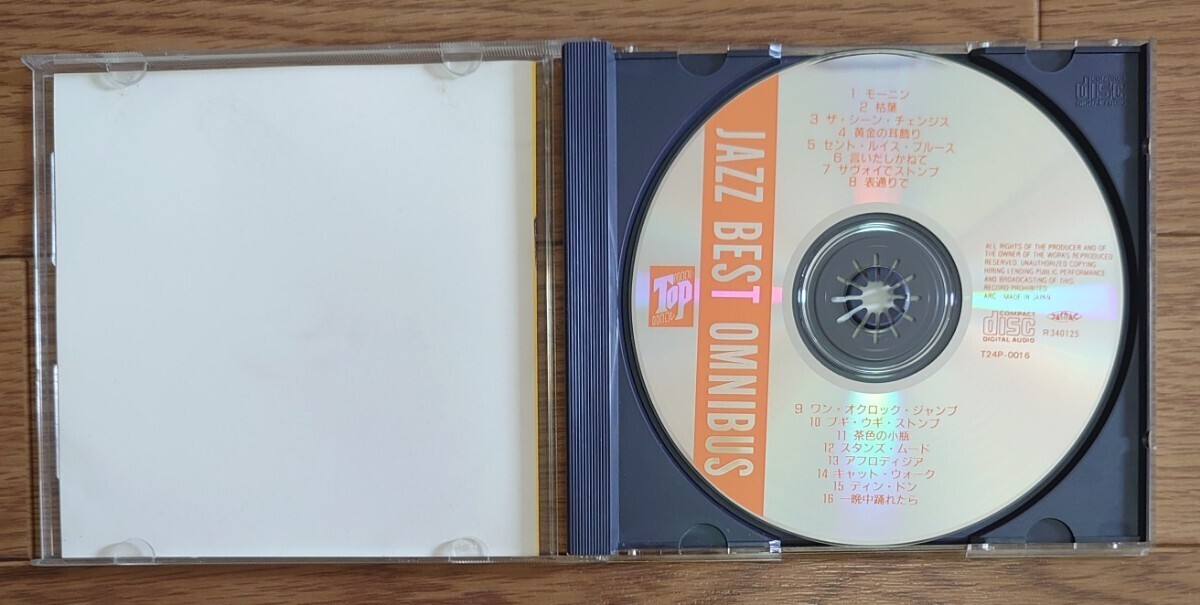 1 モーニン
2 枯葉
3 ザ・シーン・チェンジス
4 黄金の耳飾り
5 セント・ルイス・ブルース
6 言いだしかねて
7 サヴォイでストンプ
8 表通りで
JAZZ BEST OMNIBUS
TOP
ALL RIGHTS OF THE PRODUCER AND OF
THE OWNER OF THE WORKS REPRODUCED
RESERVED. UNAUTHORIZED COPYING
HIRING LENDING PUBLIC PERFORMANCE
AND BROADCASTING OF THIS
RECORD PROHIBITED
ARC MADE IN JAPAN
COMPACT
disc
DIGITAL AUDIO
R340125
T24P-0016
9 ワン・オクロック・ジャンプ
10 ブギ・ウギ・ストンプ
11 茶色の小瓶
12 スタンズ・ムード
13 アフロディジア
14 キャット・ウォーク
15 ディン・ドン
16 一晩中踊れたら
COMPACT
disc
DIGITAL AUDIO